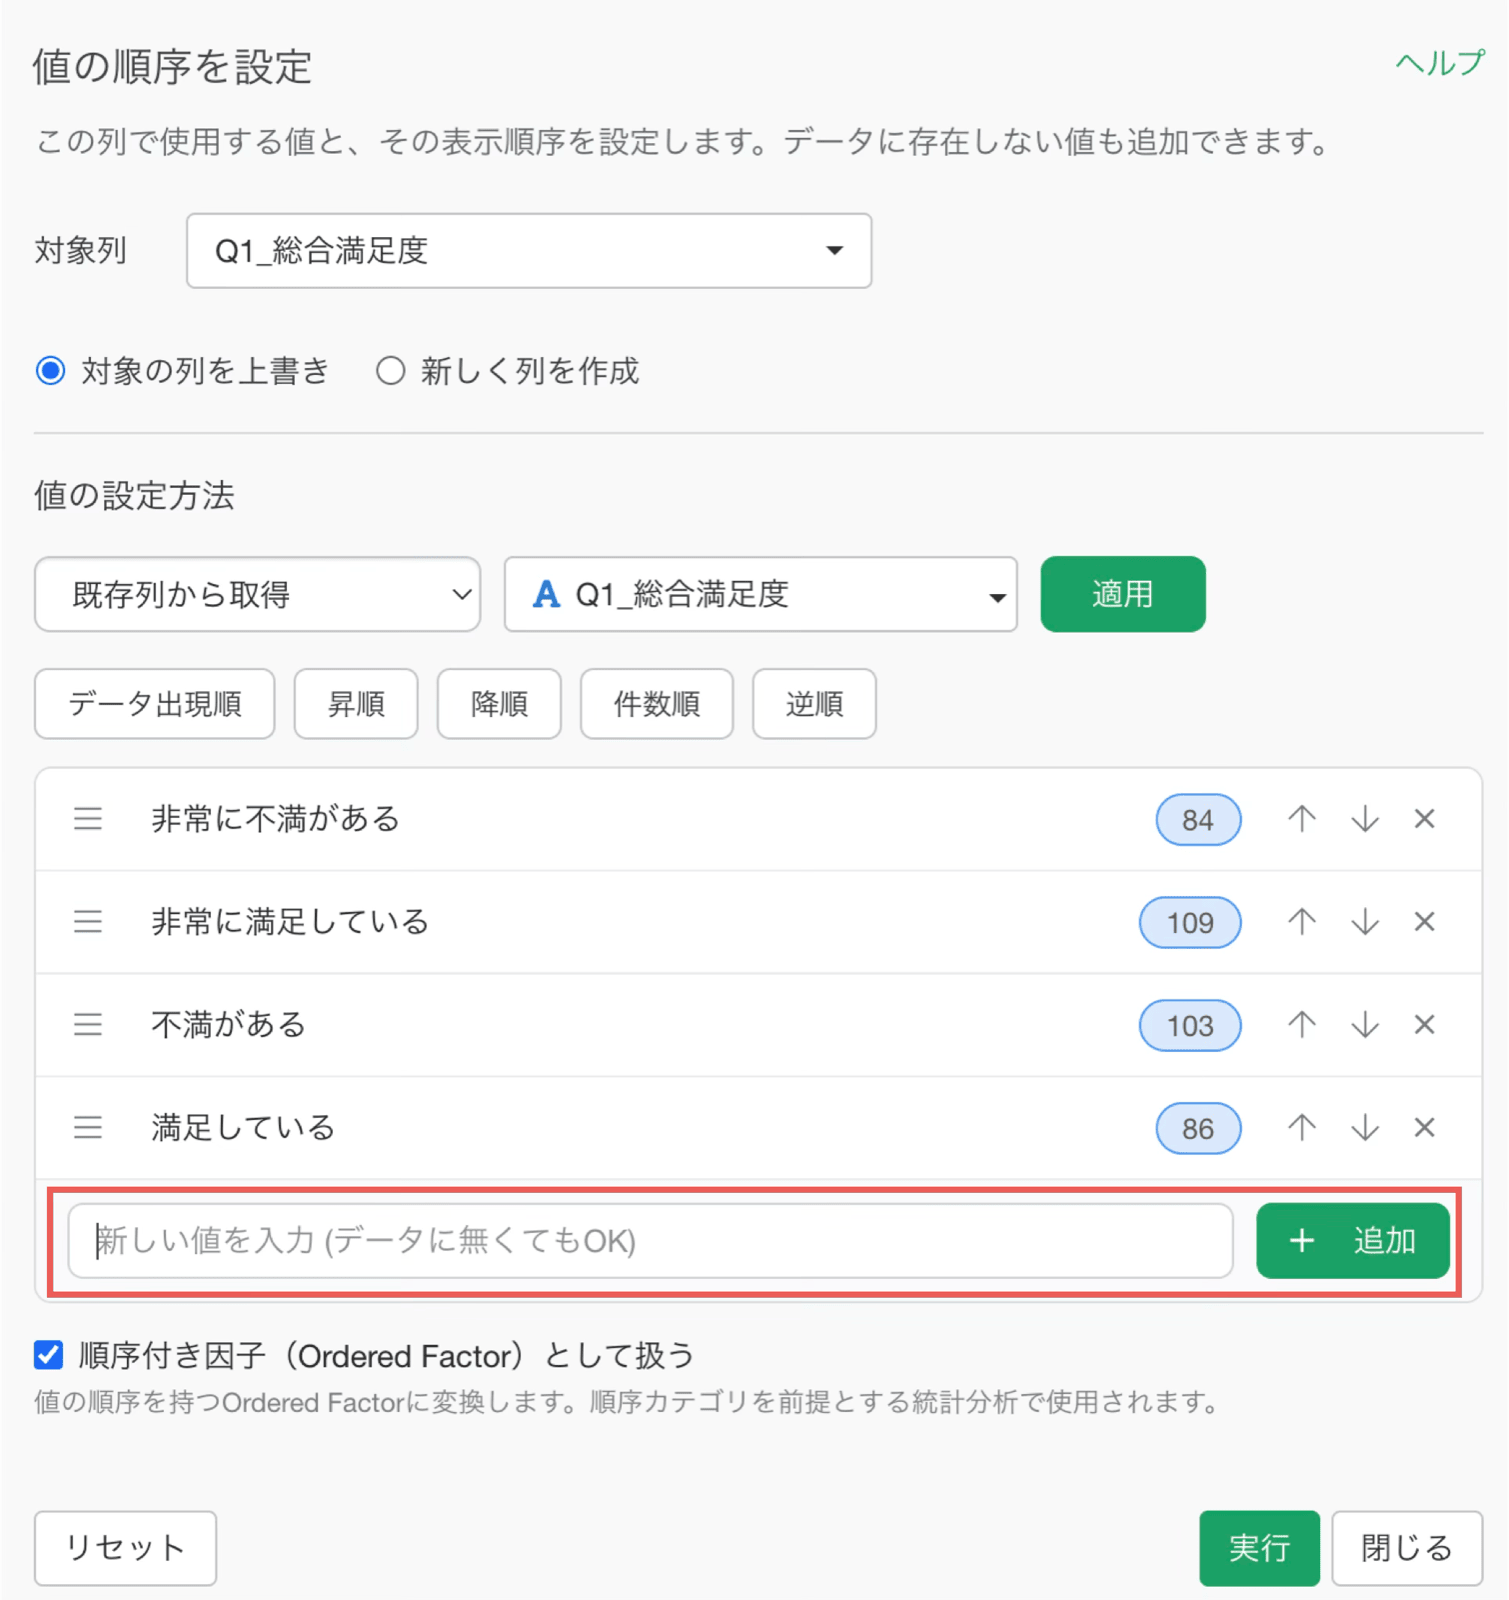 値の順序を設定
ヘルプ
この列で使用する値と、その表示順序を設定します。データに存在しない値も追加できます。
対象列
Q1_総合満足度
対象の列を上書き
新しく列を作成
値の設定方法
既存列から取得
A Q1_総合満足度
適用
データ出現順
昇順
降順
件数順
逆順
非常に不満がある
84
非常に満足している
109
不満がある
103
満足している
86
新しい値を入力 (データに無くてもOK)
+ 追加
順序付き因子（Ordered Factor）として扱う
値の順序を持つOrdered Factorに変換します。順序カテゴリを前提とする統計分析で使用されます。
リセット
実行
閉じる